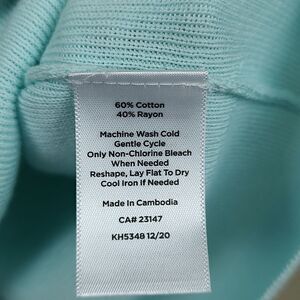 60% Cotton
40% Rayon
Machine Wash Cold
Gentle Cycle
Only Non-Chlorine Bleach
When Needed
Reshape, Lay Flat To Dry
Cool Iron If Needed
Made In Cambodia
CA# 23147
KH5348 12/20